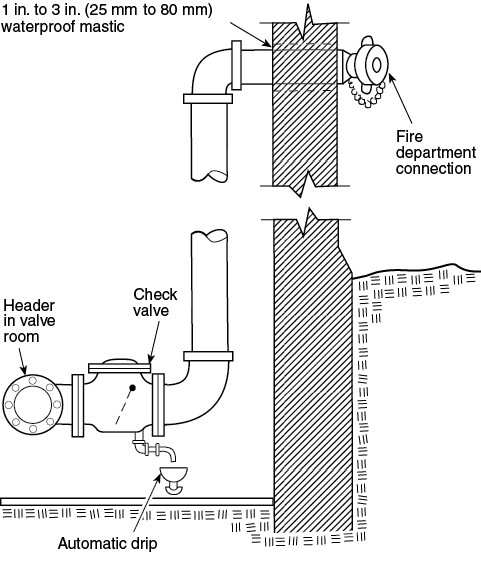 1 in. to 3 in. (25 mm to 80 mm)
waterproof mastic
Fire
department
connection
Check
valve
Header
in valve
room
Automatic drip